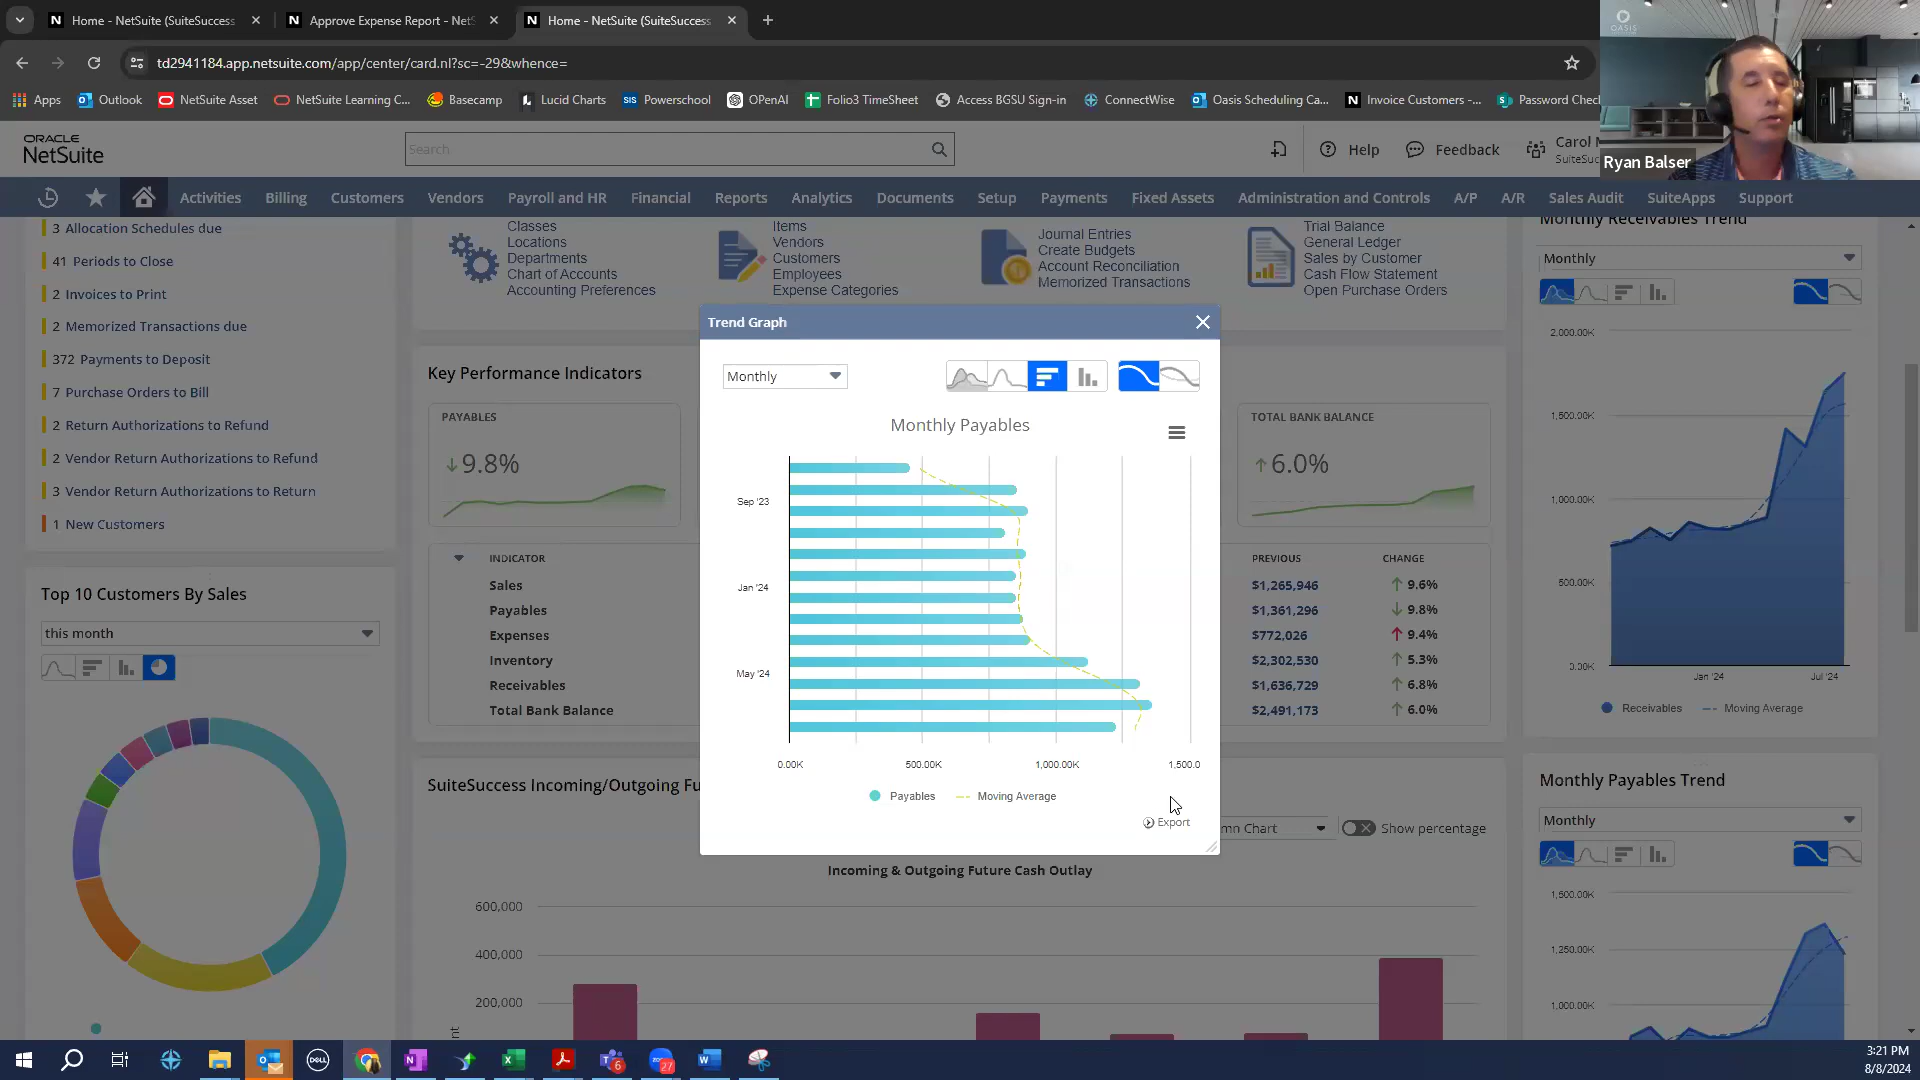 Home - NetSuite (SuiteSuccess
Approve Expense Report - NetS
Home - NetSuite (SuiteSuccess
td2941184.app.netsuite.com/app/center/card.nl?sc=-29&whence=
Apps
Outlook
NetSuite Asset
NetSuite Learning C...
Basecamp
Lucid Charts
SIS Powerschool
OPENAI
Folio3 TimeSheet
Access BGSU Sign-in
ConnectWise
Oasis Scheduling Ca...
Invoice Customers -...
Password Chec
OASIS
Ryan Balser
ORACLE
NetSuite
Search
Help
Feedback
Carol
SuiteSuc
Activities
Billing
Customers
Vendors
Payroll and HR
Financial
Reports
Analytics
Documents
Setup
Payments
Fixed Assets
Administration and Controls
A/P
A/R
Sales Audit
SuiteApps
Support
3 Allocation Schedules due
41 Periods to Close
2 Invoices to Print
2 Memorized Transactions due
372 Payments to Deposit
7 Purchase Orders to Bill
2 Return Authorizations to Refund
2 Vendor Return Authorizations to Refund
3 Vendor Return Authorizations to Return
1 New Customers
Top 10 Customers By Sales
this month
Classes
Locations
Departments
Chart of Accounts
Accounting Preferences
Items
Vendors
Customers
Employees
Expense Categories
Journal Entries
Create Budgets
Account Reconciliation
Memorized Transactions
Trial Balance
General Ledger
Sales by Customer
Cash Flow Statement
Open Purchase Orders
Key Performance Indicators
PAYABLES
9.8%
TOTAL BANK BALANCE
6.0%
INDICATOR
PREVIOUS
CHANGE
Sales
$1,265,946
9.6%
Payables
$1,361,296
9.8%
Expenses
$772,026
9.4%
Inventory
$2,302,530
5.3%
Receivables
$1,636,729
6.8%
Total Bank Balance
$2,491,173
6.0%
Trend Graph
Monthly
Monthly Payables
Sep '23
Jan '24
May '24
0.00K
500.00K
1,000.00K
1,500.0
Payables
Moving Average
Export
SuiteSuccess Incoming/Outgoing Fu
mn Chart
Show percentage
Incoming & Outgoing Future Cash Outlay
600,000
400,000
200,000
nt
Monthly Receivables Trend
Monthly
2,000.00K
1,500.00K
1,000.00K
500.00K
0.00K
Jan '24
Jul '24
Receivables
Moving Average
Monthly Payables Trend
Monthly
1,500.00K
1,250.00K
1,000.00K
DELL
6
27
3:21 PM
8/8/2024